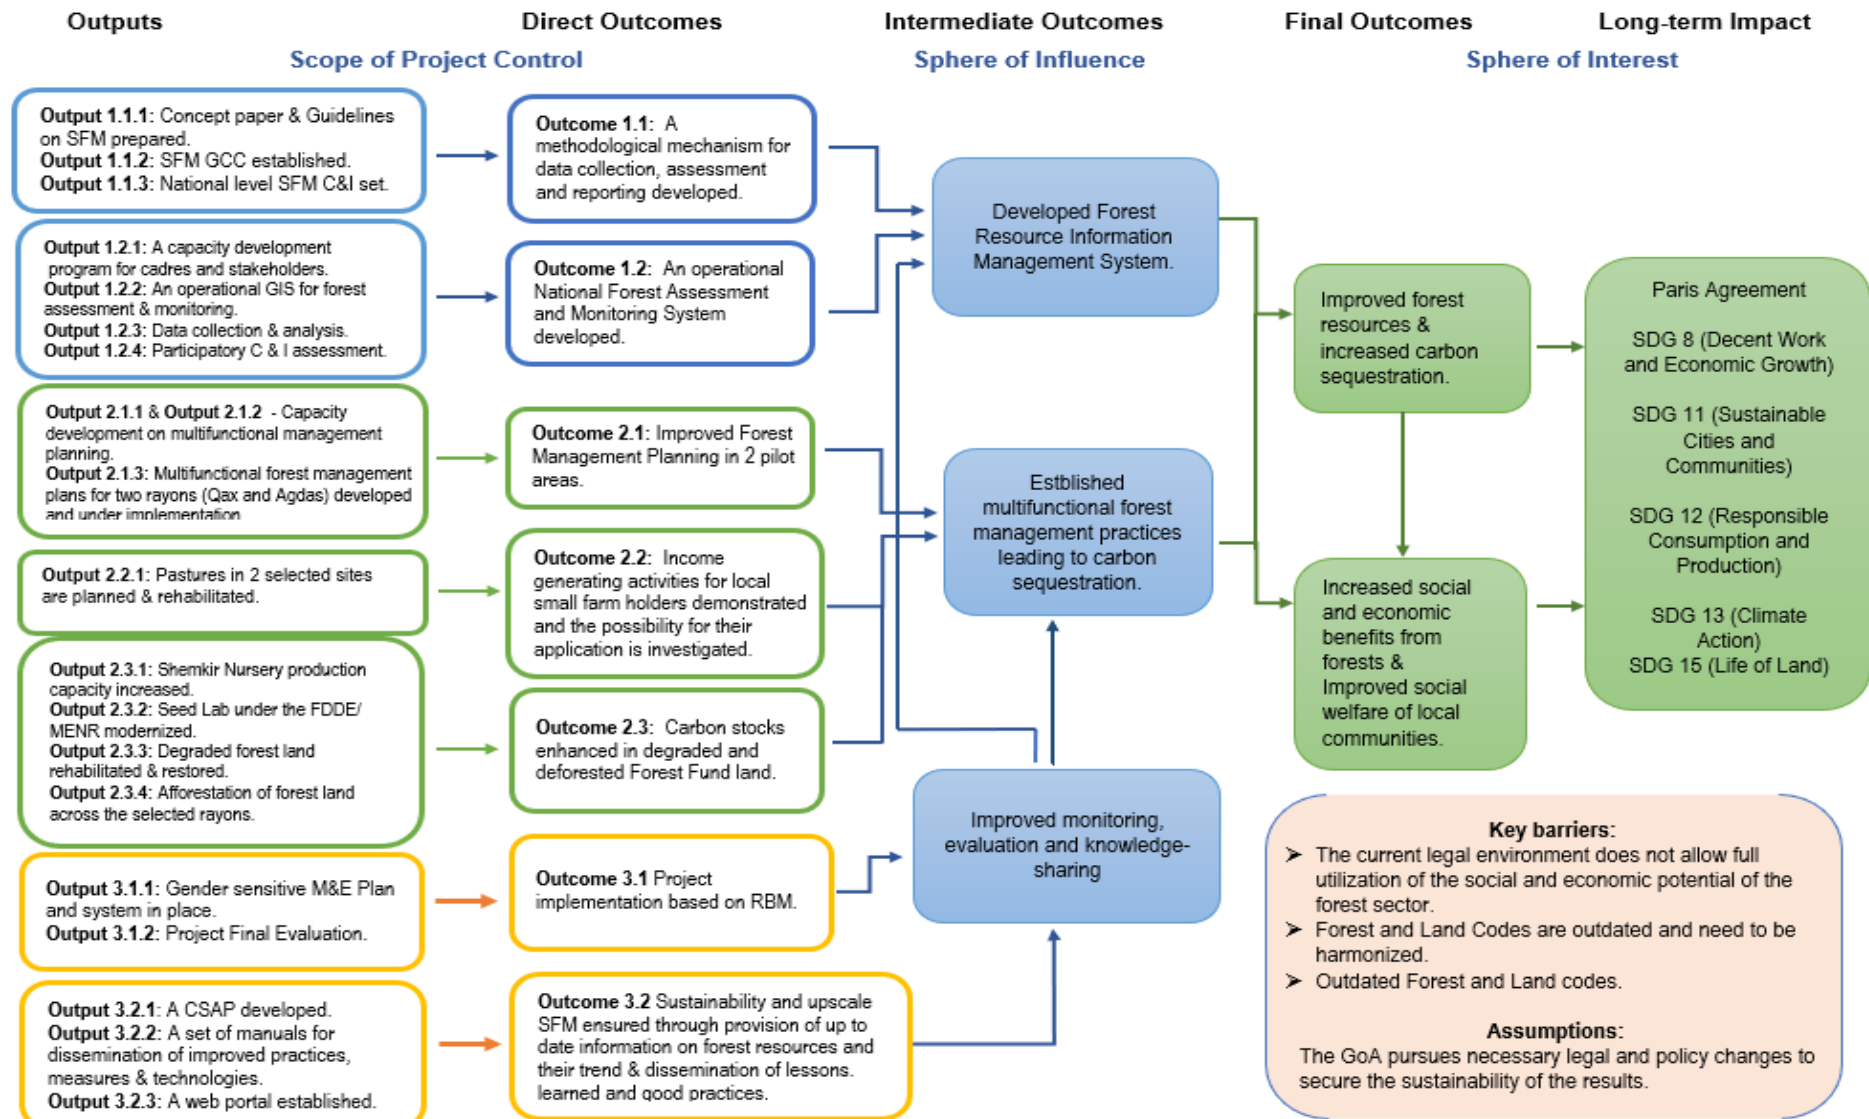 Outputs
Direct Outcomes
Intermediate Outcomes
Final Outcomes
Long-term Impact
Scope of Project Control
Sphere of Influence
Sphere of Interest
Output 1.1.1: Concept paper & Guidelines
on SFM prepared.
Output 1.1.2: SFM GCC established.
Output 1.1.3: National level SFM C&I set.
Output 1.2.1: A capacity development
program for cadres and stakeholders.
Output 1.2.2: An operational GIS for forest
assessment & monitoring.
Output 1.2.3: Data collection & analysis.
Output 1.2.4: Participatory C & I assessment.
Output 2.1.1 & Output 2.1.2 - Capacity
development on multifunctional management
planning.
Output 2.1.3: Multifunctional forest management
plans for two rayons (Qax and Agdas) developed
and under implementation
Output 2.2.1: Pastures in 2 selected sites
are planned & rehabilitated.
Output 2.3.1: Shemkir Nursery production
capacity increased.
Output 2.3.2: Seed Lab under the FDDE/
MENR modernized.
Output 2.3.3: Degraded forest land
rehabilitated & restored.
Output 2.3.4: Afforestation of forest land
across the selected rayons.
Output 3.1.1: Gender sensitive M&E Plan
and system in place.
Output 3.1.2: Project Final Evaluation.
Output 3.2.1: A CSAP developed.
Output 3.2.2: A set of manuals for
dissemination of improved practices,
measures & technologies.
Output 3.2.3: A web portal established.
Outcome 1.1: A
methodological mechanism for
data collection, assessment
and reporting developed.
Outcome 1.2: An operational
National Forest Assessment
and Monitoring System
developed.
Outcome 2.1: Improved Forest
Management Planning in 2 pilot
areas.
Outcome 2.2: Income
generating activities for local
small farm holders demonstrated
and the possibility for their
application is investigated.
Outcome 2.3: Carbon stocks
enhanced in degraded and
deforested Forest Fund land.
Outcome 3.1 Project
implementation based on RBM.
Outcome 3.2 Sustainability and upscale
SFM ensured through provision of up to
date information on forest resources and
their trend & dissemination of lessons.
learned and good practices.
Developed Forest
Resource Information
Management System.
Estblished
multifunctional forest
management practices
leading to carbon
sequestration.
Improved monitoring,
evaluation and knowledge-
sharing
Improved forest
resources &
increased carbon
sequestration.
Increased social
and economic
benefits from
forests &
Improved social
welfare of local
communities.
Paris Agreement
SDG 8 (Decent Work
and Economic Growth)
SDG 11 (Sustainable
Cities and
Communities)
SDG 12 (Responsible
Consumption and
Production)
SDG 13 (Climate
Action)
SDG 15 (Life of Land)
Key barriers:
➤ The current legal environment does not allow full
utilization of the social and economic potential of the
forest sector.
➤ Forest and Land Codes are outdated and need to be
harmonized.
➤ Outdated Forest and Land codes.
Assumptions:
The GoA pursues necessary legal and policy changes to
secure the sustainability of the results.